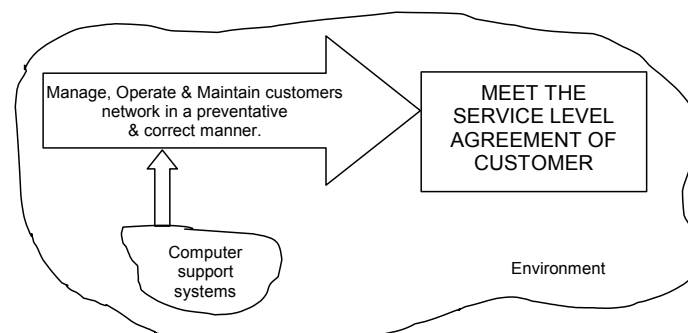 Manage, Operate & Maintain customers
network in a preventative
& correct manner.
MEET THE
SERVICE LEVEL
AGREEMENT OF
CUSTOMER
Computer
support
systems
Environment